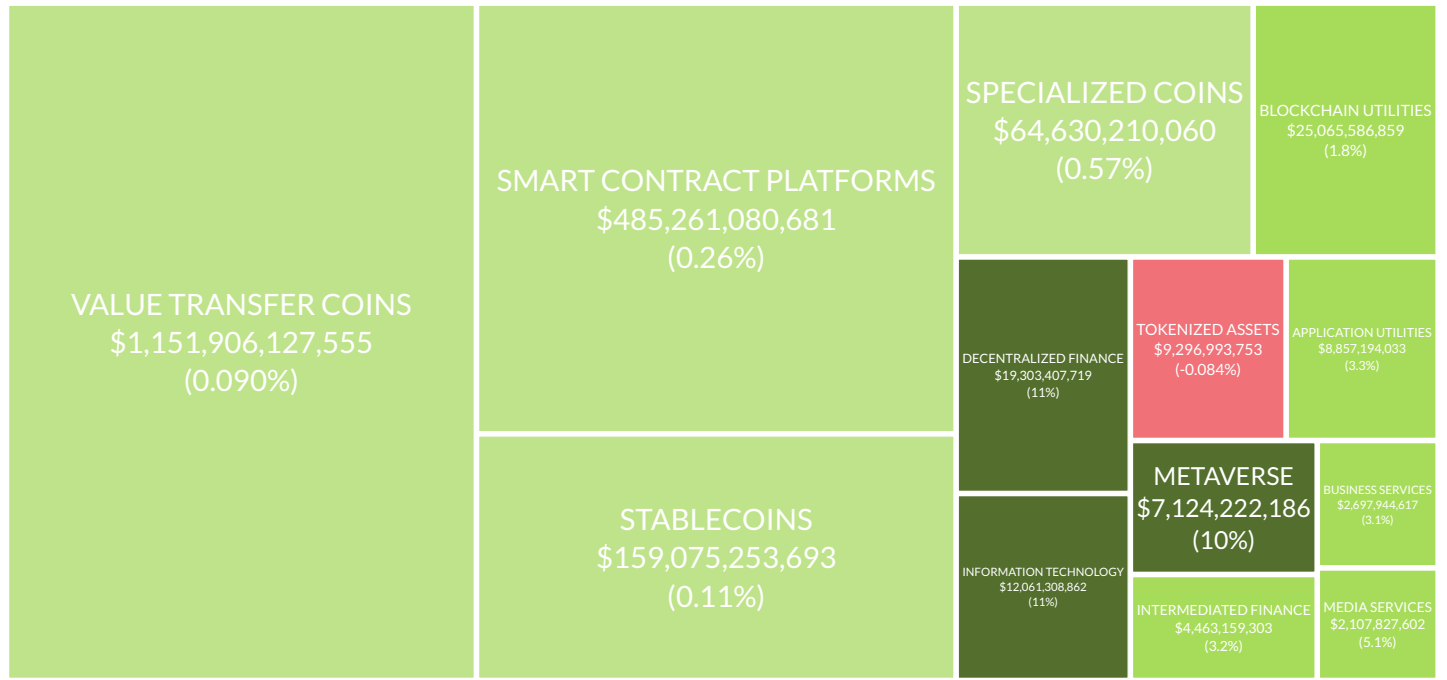 VALUE TRANSFER COINS
$1,151,906,127,555
(0.090%)
SMART CONTRACT PLATFORMS
$485,261,080,681
(0.26%)
STABLECOINS
$159,075,253,693
(0.11%)
SPECIALIZED COINS
$64,630,210,060
(0.57%)
BLOCKCHAIN UTILITIES
$25,065,586,859
(1.8%)
DECENTRALIZED FINANCE
$19,303,407,719
(11%)
INFORMATION TECHNOLOGY
$12,061,308,862
(11%)
TOKENIZED ASSETS
$9,296,993,753
(-0.084%)
APPLICATION UTILITIES
$8,857,194,033
(3.3%)
METAVERSE
$7,124,222,186
(10%)
INTERMEDIATED FINANCE
$4,463,159,303
(3.2%)
BUSINESS SERVICES
$2,697,944,617
(3.1%)
MEDIA SERVICES
$2,107,827,602
(5.1%)